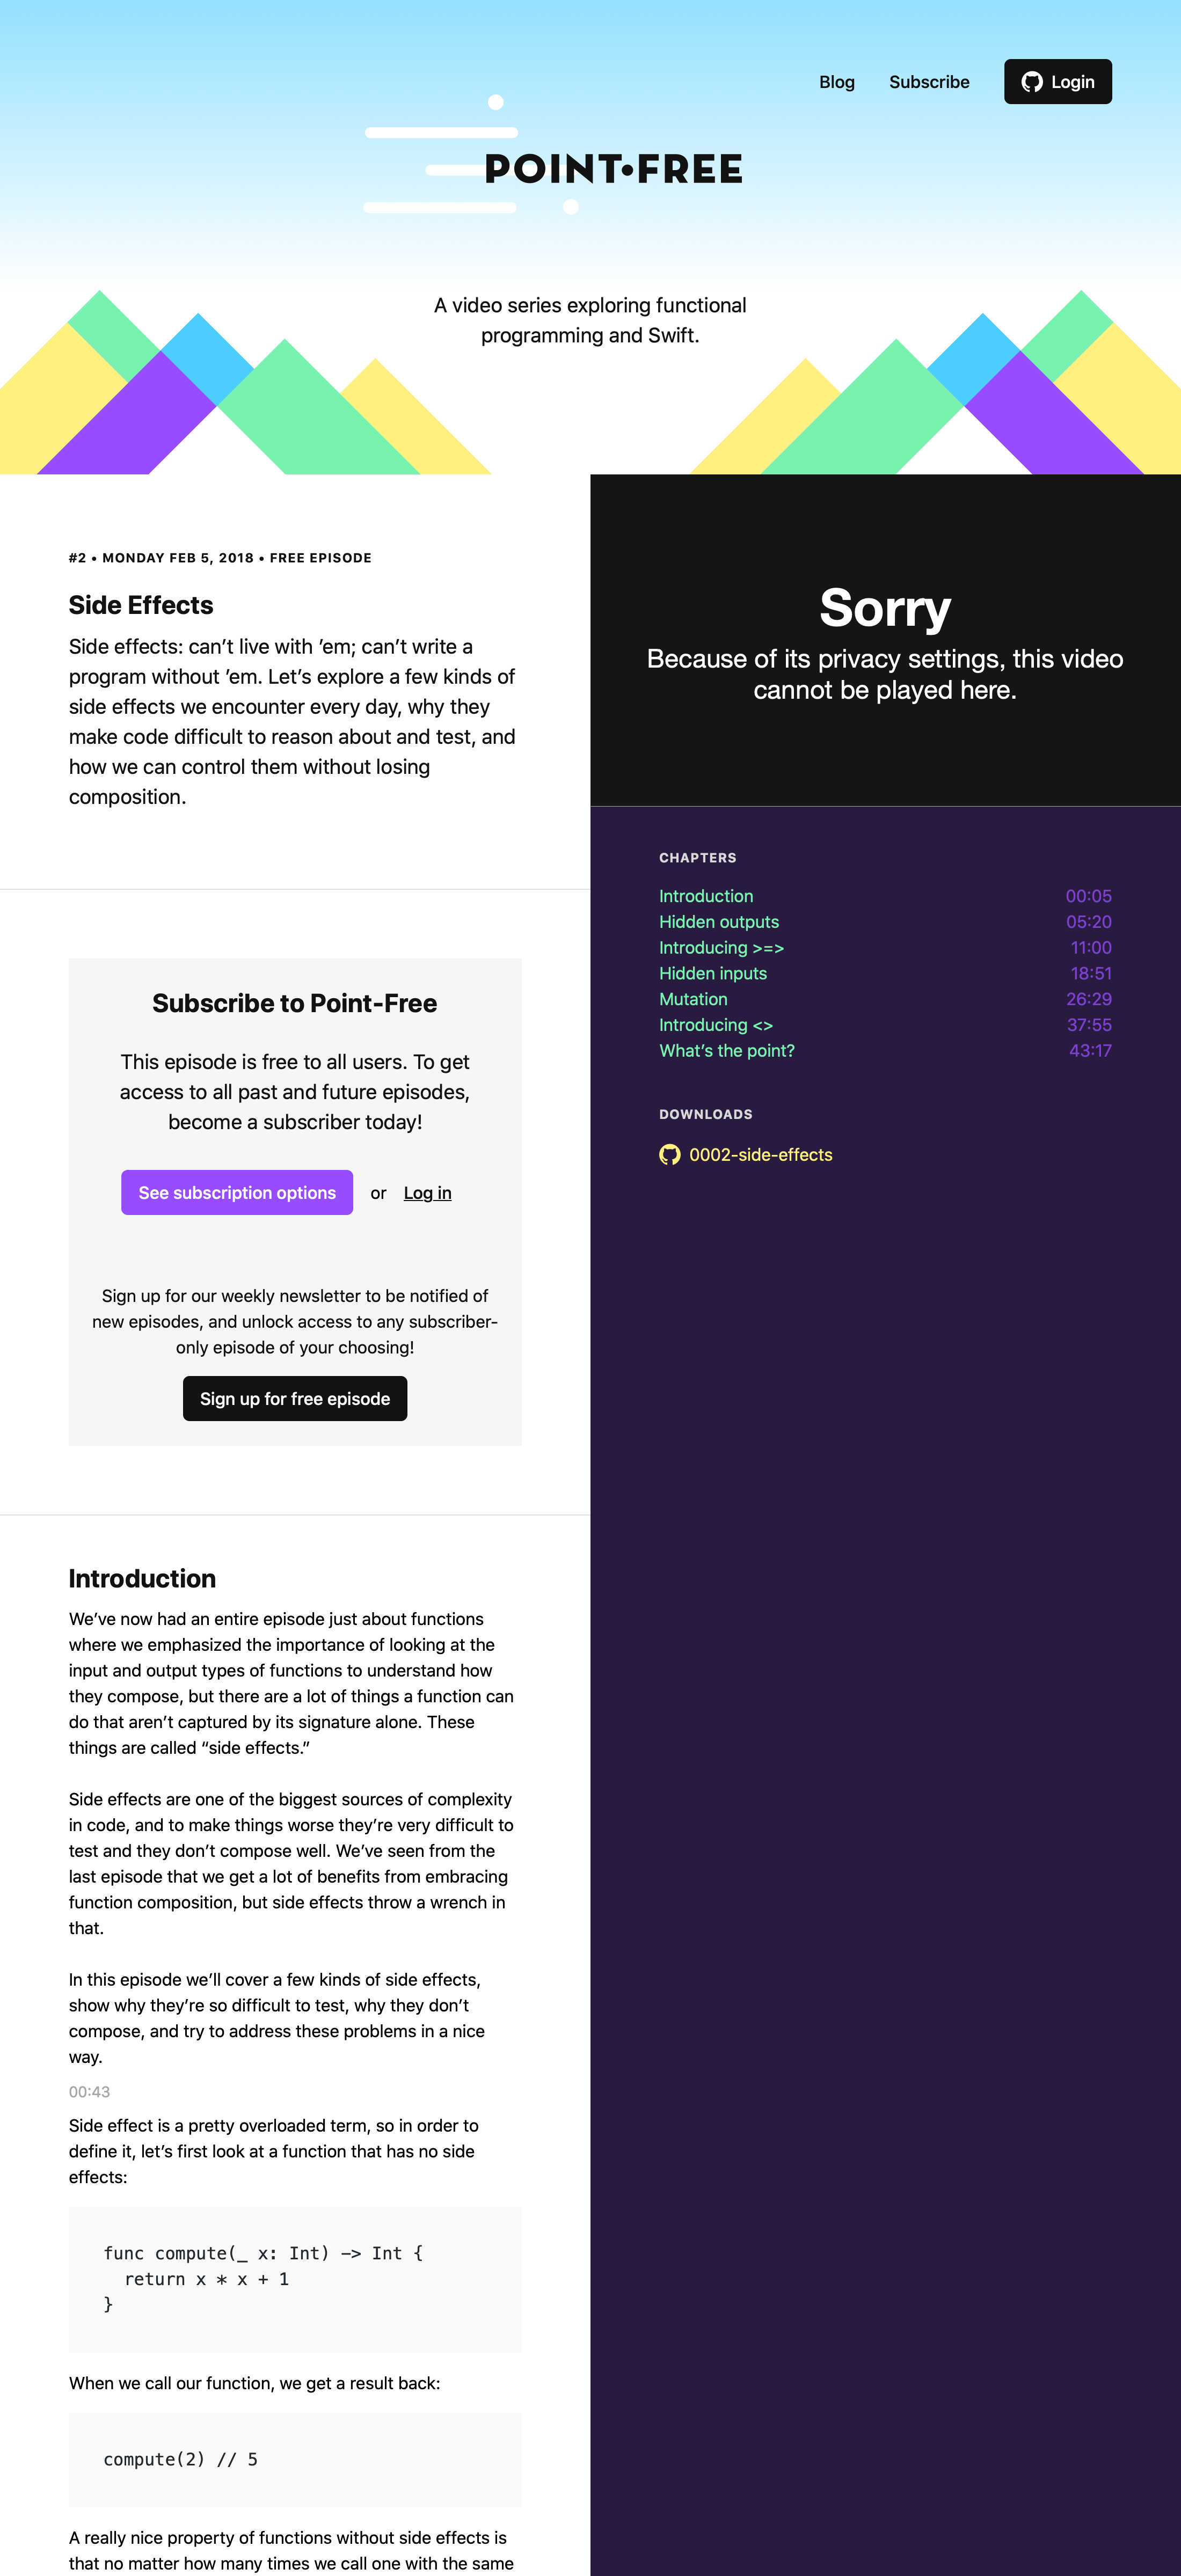 Blog
Subscribe
Login
POINT•FREE
A video series exploring functional
programming and Swift.
#2 • MONDAY FEB 5, 2018 • FREE EPISODE
Side Effects
Side effects: can’t live with ’em; can’t write a
program without ’em. Let’s explore a few kinds of
side effects we encounter every day, why they
make code difficult to reason about and test, and
how we can control them without losing
composition.
Subscribe to Point-Free
This episode is free to all users. To get
access to all past and future episodes,
become a subscriber today!
See subscription options
or
Log in
Sign up for our weekly newsletter to be notified of
new episodes, and unlock access to any subscriber-
only episode of your choosing!
Sign up for free episode
Introduction
We’ve now had an entire episode just about functions
where we emphasized the importance of looking at the
input and output types of functions to understand how
they compose, but there are a lot of things a function can
do that aren’t captured by its signature alone. These
things are called “side effects.”
Side effects are one of the biggest sources of complexity
in code, and to make things worse they’re very difficult to
test and they don’t compose well. We’ve seen from the
last episode that we get a lot of benefits from embracing
function composition, but side effects throw a wrench in
that.
In this episode we’ll cover a few kinds of side effects,
show why they’re so difficult to test, why they don’t
compose, and try to address these problems in a nice
way.
00:43
Side effect is a pretty overloaded term, so in order to
define it, let’s first look at a function that has no side
effects:
func compute(_ x: Int) -> Int {
  return x * x + 1
}
When we call our function, we get a result back:
compute(2) // 5
A really nice property of functions without side effects is
that no matter how many times we call one with the same
Sorry
Because of its privacy settings, this video
cannot be played here.
CHAPTERS
Introduction 00:05
Hidden outputs 05:20
Introducing >=> 11:00
Hidden inputs 18:51
Mutation 26:29
Introducing <> 37:55
What’s the point? 43:17
DOWNLOADS
0002-side-effects